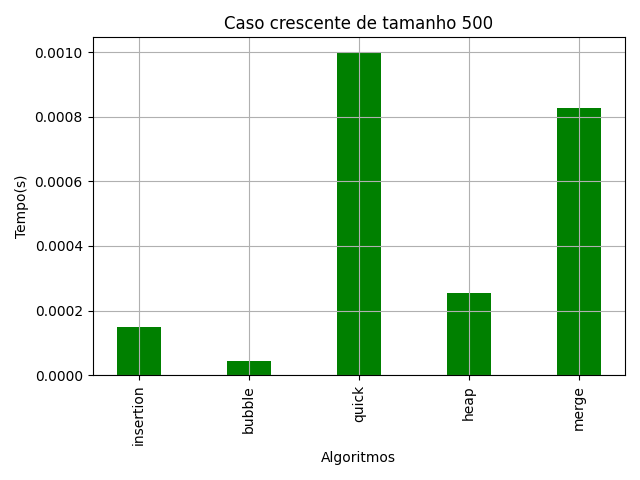 Caso crescente de tamanho 500
Tempo(s)
0.0010
0.0008
0.0006
0.0004
0.0002
0.0000
insertion
bubble
quick
heap
merge
Algoritmos